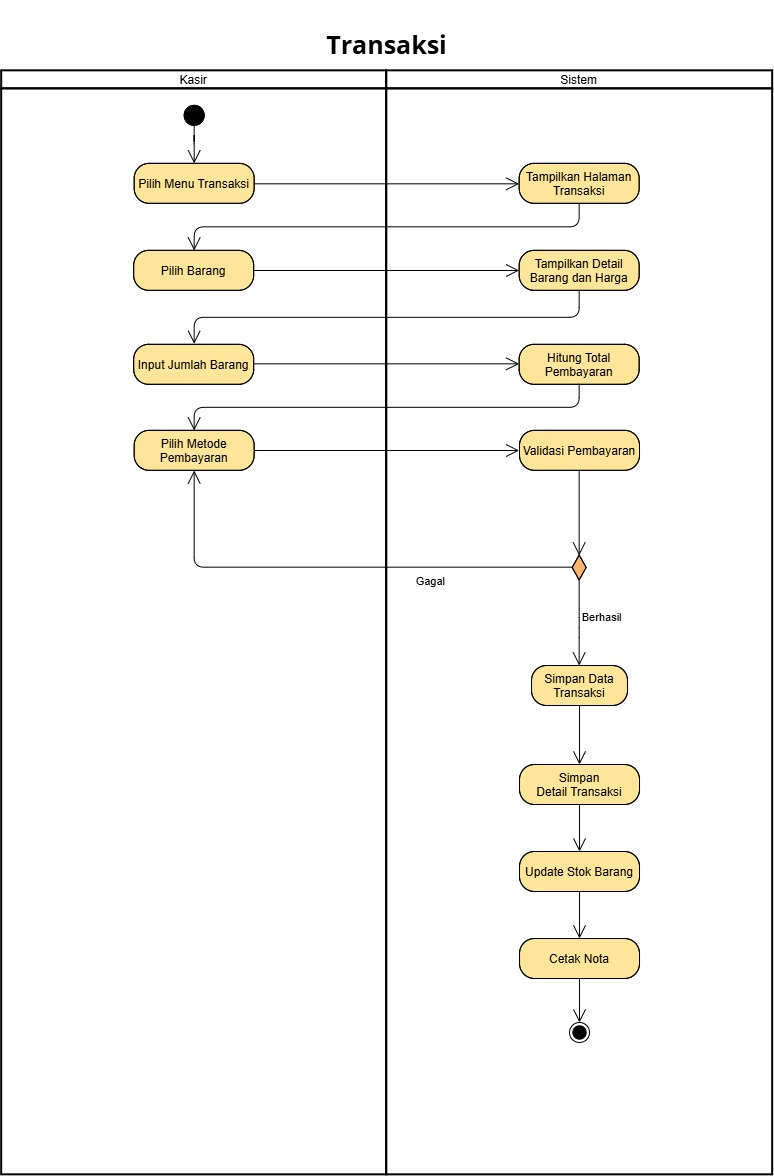 Transaksi
Kasir
Sistem
Pilih Menu Transaksi
Tampilkan Halaman
Transaksi
Pilih Barang
Tampilkan Detail
Barang dan Harga
Input Jumlah Barang
Hitung Total
Pembayaran
Pilih Metode
Pembayaran
Validasi Pembayaran
Gagal
Berhasil
Simpan Data
Transaksi
Simpan
Detail Transaksi
Update Stok Barang
Cetak Nota